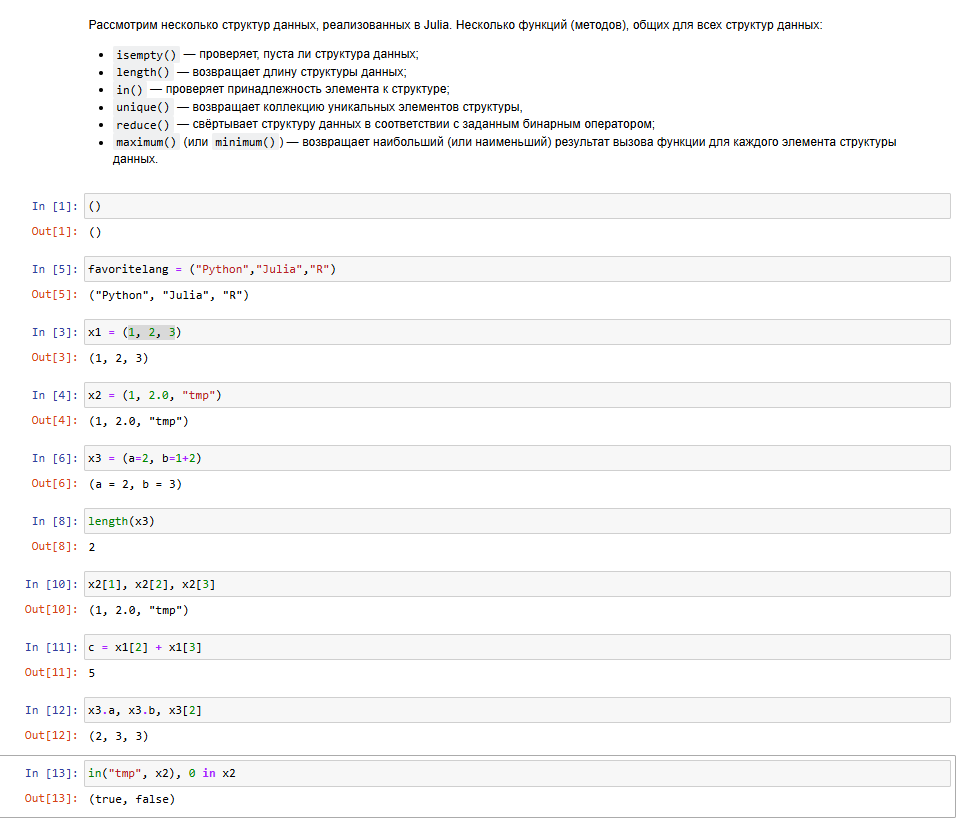 Рассмотрим несколько структур данных, реализованных в Julia. Несколько функций (методов), общих для всех структур данных:
• isempty() — проверяет, пуста ли структура данных;
• length() — возвращает длину структуры данных;
• in() — проверяет принадлежность элемента к структуре;
• unique() — возвращает коллекцию уникальных элементов структуры,
• reduce() — свёртывает структуру данных в соответствии с заданным бинарным оператором;
• maximum() (или minimum() ) — возвращает наибольший (или наименьший) результат вызова функции для каждого элемента структуры
данных.
In [1]: ()
Out[1]: ()
In [5]: favoritelang = ("Python","Julia","R")
Out[5]: ("Python", "Julia", "R")
In [3]: x1 = (1, 2, 3)
Out[3]: (1, 2, 3)
In [4]: x2 = (1, 2.0, "tmp")
Out[4]: (1, 2.0, "tmp")
In [6]: x3 = (a=2, b=1+2)
Out[6]: (a = 2, b = 3)
In [8]: length(x3)
Out[8]: 2
In [10]: x2[1], x2[2], x2[3]
Out[10]: (1, 2.0, "tmp")
In [11]: c = x1[2] + x1[3]
Out[11]: 5
In [12]: x3.a, x3.b, x3[2]
Out[12]: (2, 3, 3)
In [13]: in("tmp", x2), 0 in x2
Out[13]: (true, false)